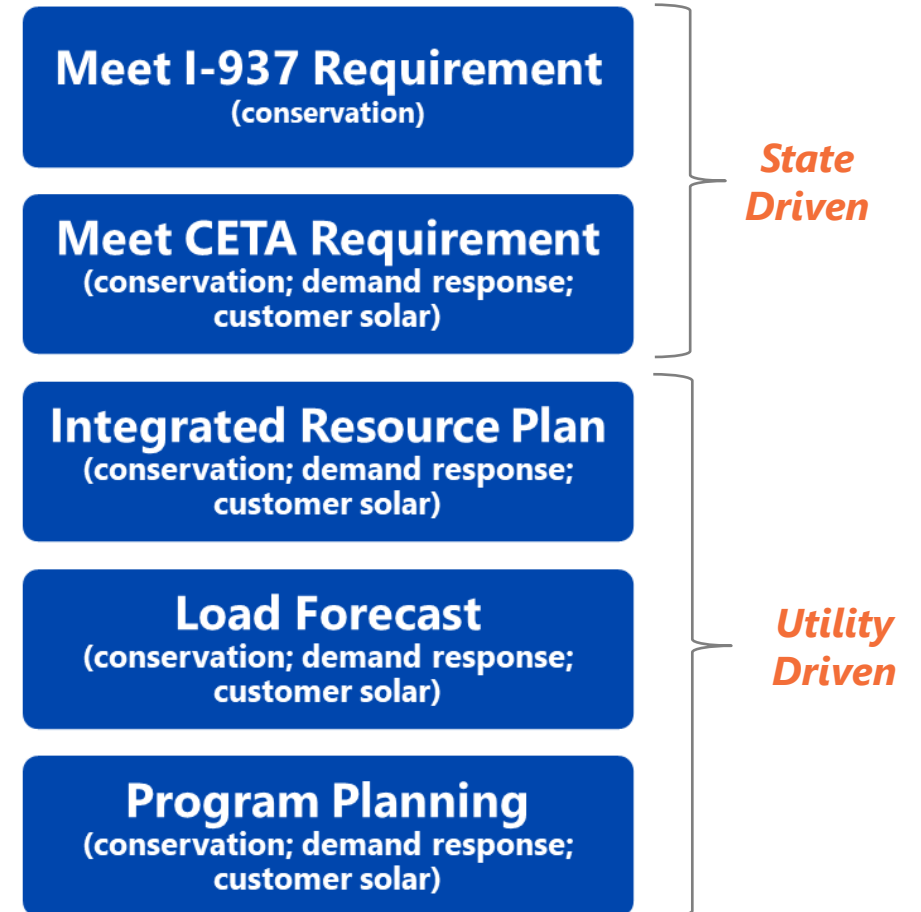 Meet I-937 Requirement
(conservation)
State
Driven
Meet CETA Requirement
(conservation; demand response;
customer solar)
Integrated Resource Plan
(conservation; demand response;
customer solar)
Load Forecast
(conservation; demand response;
customer solar)
Utility
Driven
Program Planning
(conservation; demand response;
customer solar)